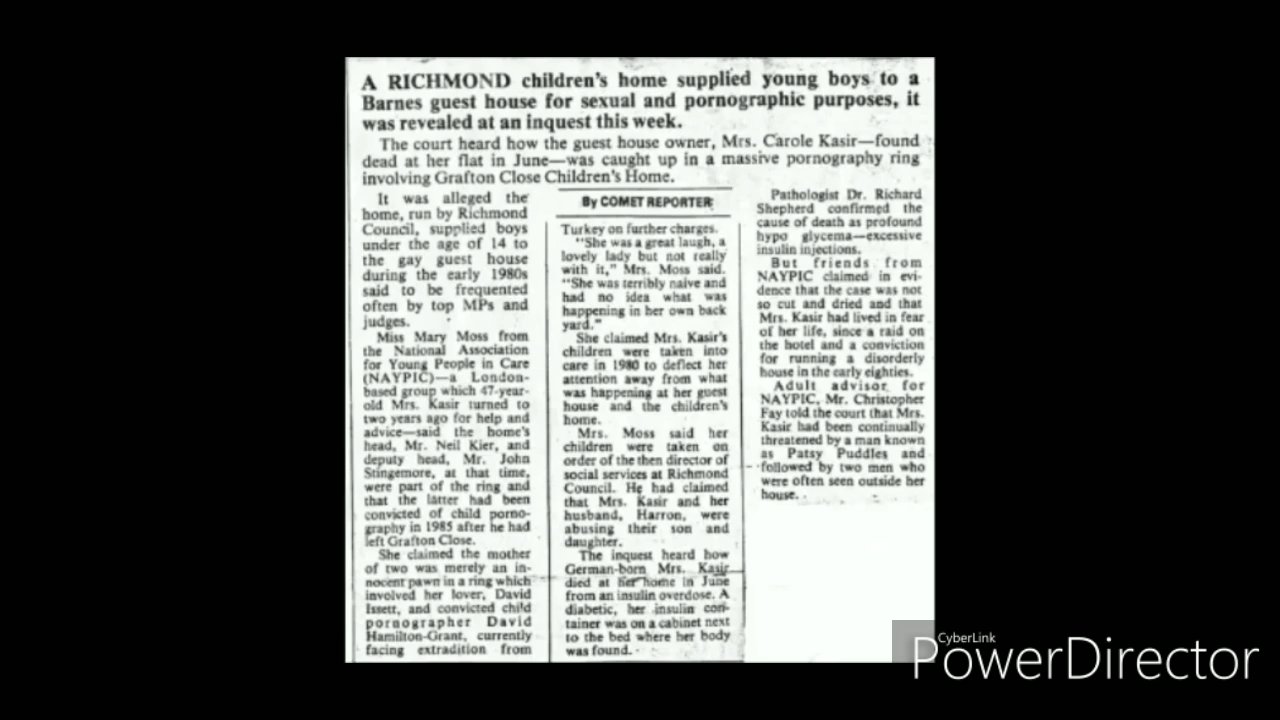 A RICHMOND children's home supplied young boys to a
Barnes guest house for sexual and pornographic purposes, it
was revealed at an inquest this week.
The court heard how the guest house owner, Mrs. Carole Kasir—found
dead at her flat in June—was caught up in a massive pornography ring
involving Grafton Close Children's Home.
It was alleged the
home, run by Richmond
Council, supplied boys
under the age of 14 to
the gay guest house
during the early 1980s
said to be frequented
often by top MPs and
judges.
Miss Mary Moss from
the National Association
for Young People in Care
(NAYPIC)—a London-
based group which 47-year-
old Mrs. Kasir turned to
two years ago for help and
advice—said the home's
head, Mr. Neil Kier, and
deputy head, Mr. John
Stingemore, at that time,
were part of the ring and
that the latter had been
convicted of child porno-
graphy in 1985 after he had
left Grafton Close.
She claimed the mother
of two was merely an in-
nocent pawn in a ring which
involved her lover, David
Issett, and convicted child
pornographer David
Hamilton-Grant, currently
facing extradition from
By COMET REPORTER
Turkey on further charges.
"She was a great laugh, a
lovely lady but not really
with it," Mrs. Moss said.
"She was terribly naive and
had no idea what was
happening in her own back
yard."
She claimed Mrs. Kasir's
children were taken into
care in 1980 to deflect her
attention away from what
was happening at her guest
house and the children's
home.
Mrs. Moss said her
children were taken on
order of the then director of
social services at Richmond
Council. He had claimed
that Mrs. Kasir and her
husband, Harron, were
abusing their son and
daughter.
The inquest heard how
German-born Mrs. Kasir
died at her home in June
from an insulin overdose. A
diabetic, her insulin con-
tainer was on a cabinet next
to the bed where her body
was found.
Pathologist Dr. Richard
Shepherd confirmed the
cause of death as profound
hypo glycema—excessive
insulin injections.
But friends from
NAYPIC claimed in evi-
dence that the case was not
so cut and dried and that
Mrs. Kasir had lived in fear
of her life, since a raid on
the hotel and a conviction
for running a disorderly
house in the early eighties.
Adult advisor for
NAYPIC, Mr. Christopher
Fay told the court that Mrs.
Kasir had been continually
threatened by a man known
as Patsy Puddles and
followed by two men who
were often seen outside her
house.
CyberLink
PowerDirector